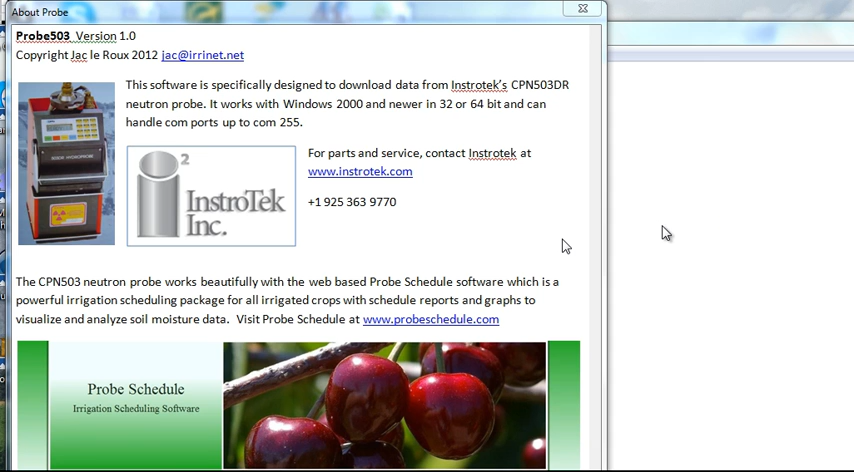 About Probe
Probe503 Version 1.0
Copyright Jac le Roux 2012 jac@irrinet.net
This software is specifically designed to download data from Instrotek's CPN503DR
neutron probe. It works with Windows 2000 and newer in 32 or 64 bit and can
handle com ports up to com 255.
i2
InstroTek
Inc.
For parts and service, contact Instrotek at
www.instrotek.com
+1 925 363 9770
The CPN503 neutron probe works beautifully with the web based Probe Schedule software which is a
powerful irrigation scheduling package for all irrigated crops with schedule reports and graphs to
visualize and analyze soil moisture data. Visit Probe Schedule at www.probeschedule.com
Probe Schedule
Irrigation Scheduling Software